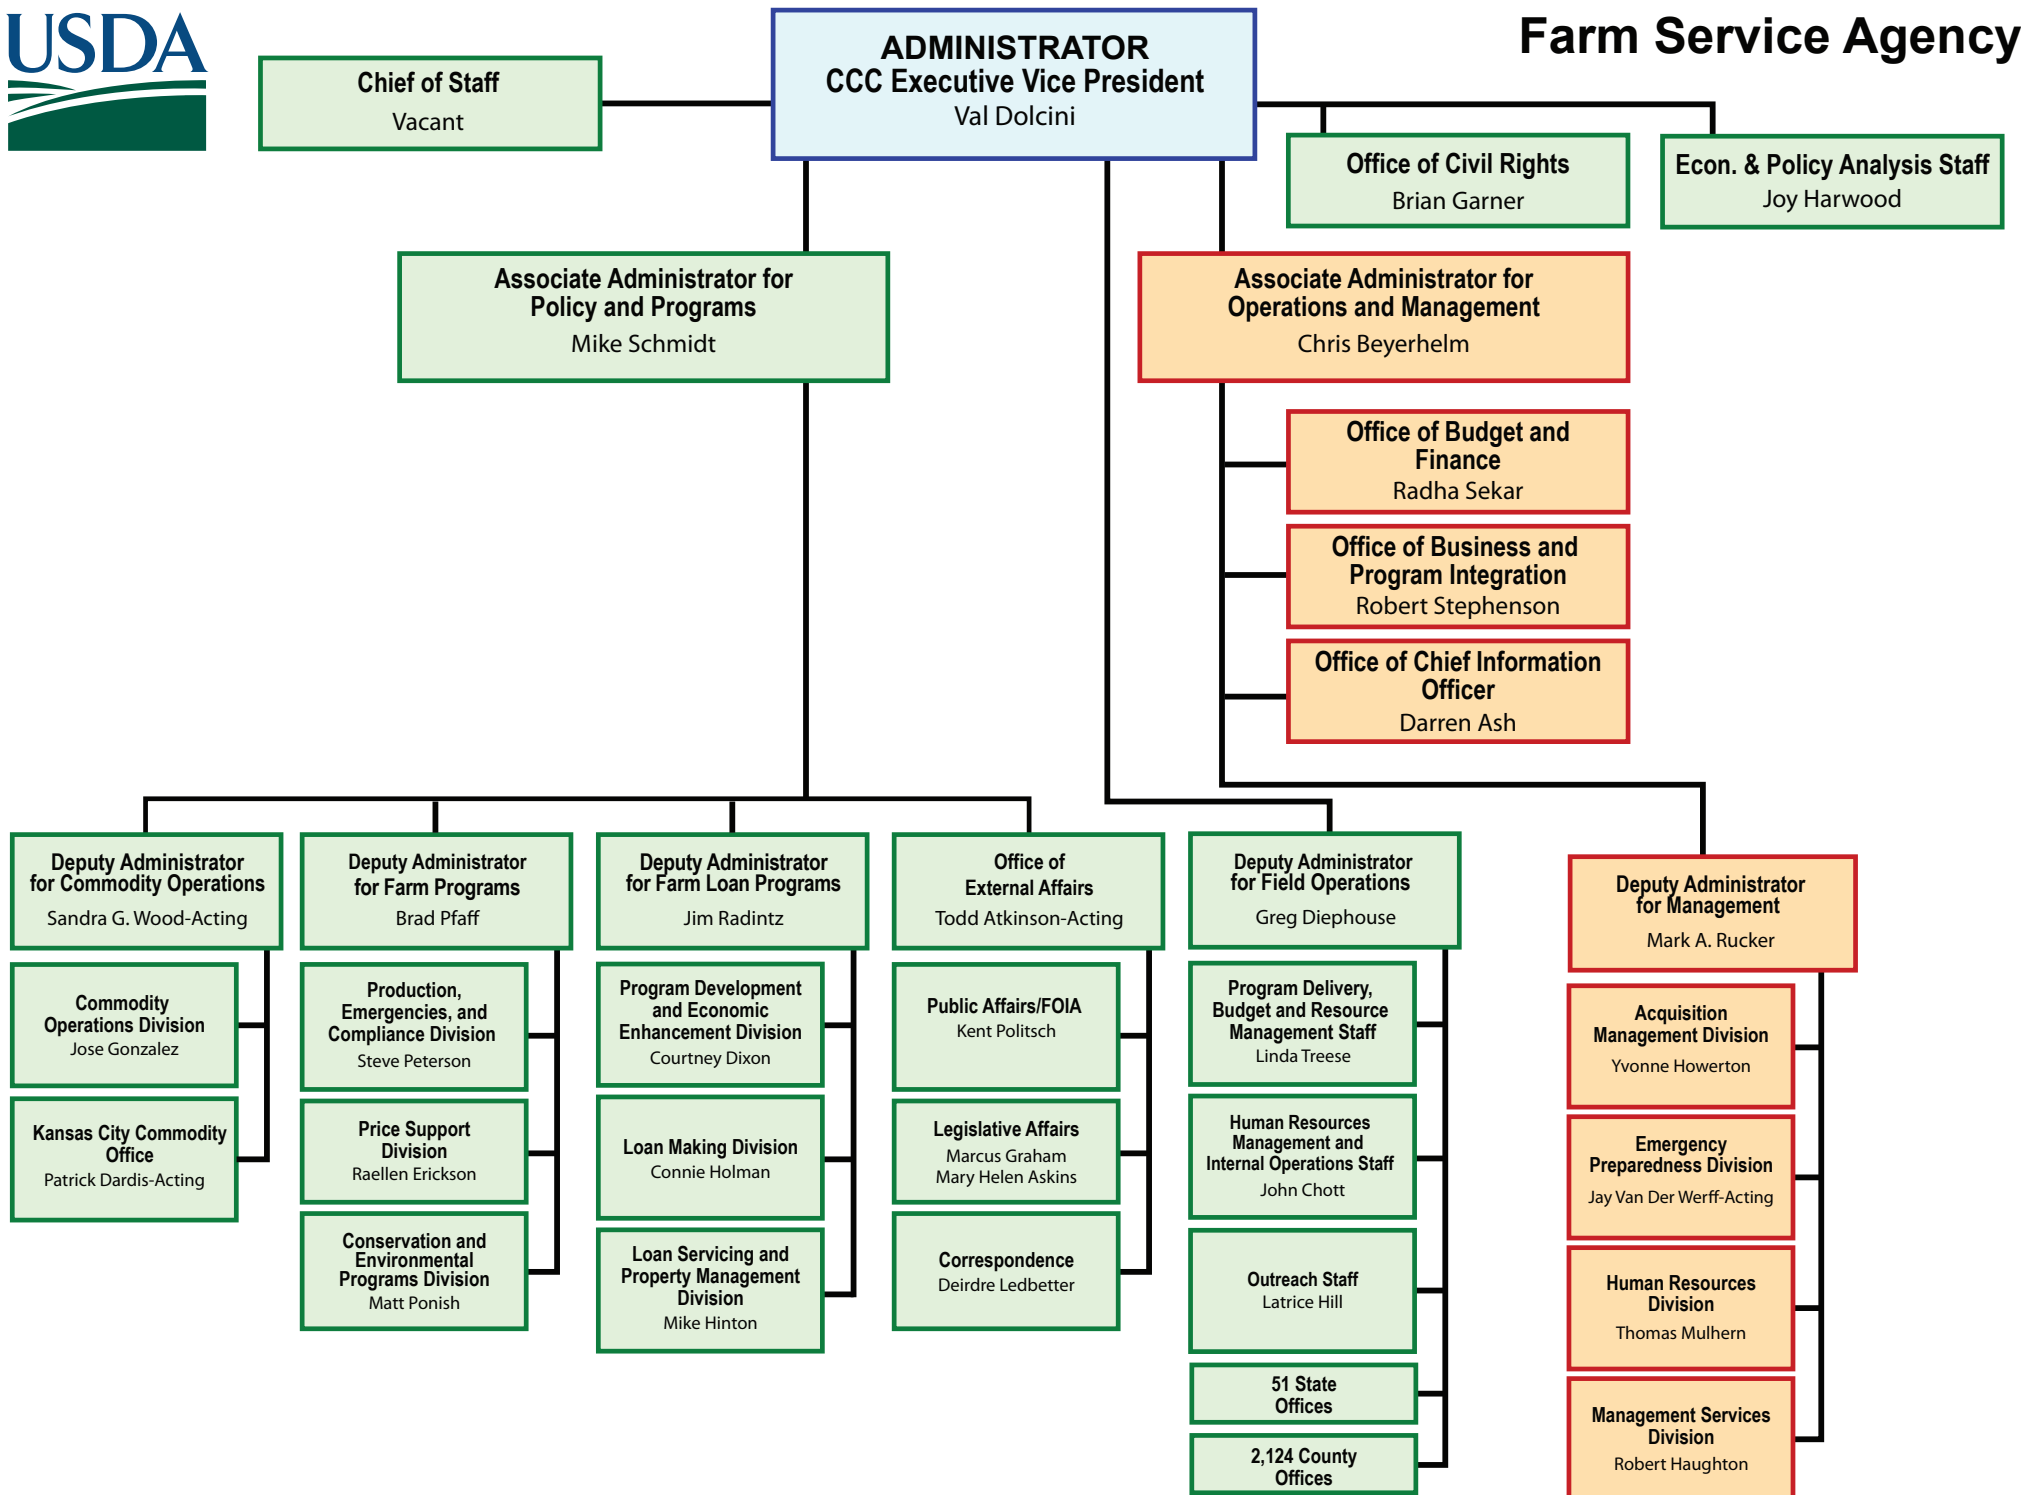 USDA
Farm Service Agency
ADMINISTRATOR
CCC Executive Vice President
Val Dolcini
Chief of Staff
Vacant
Office of Civil Rights
Brian Garner
Econ. & Policy Analysis Staff
Joy Harwood
Associate Administrator for
Policy and Programs
Mike Schmidt
Associate Administrator for
Operations and Management
Chris Beyerhelm
Office of Budget and
Finance
Radha Sekar
Office of Business and
Program Integration
Robert Stephenson
Office of Chief Information
Officer
Darren Ash
Deputy Administrator
for Commodity Operations
Sandra G. Wood-Acting
Commodity
Operations Division
Jose Gonzalez
Kansas City Commodity
Office
Patrick Dardis-Acting
Deputy Administrator
for Farm Programs
Brad Pfaff
Production,
Emergencies, and
Compliance Division
Steve Peterson
Price Support
Division
Raellen Erickson
Conservation and
Environmental
Programs Division
Matt Ponish
Deputy Administrator
for Farm Loan Programs
Jim Radintz
Program Development
and Economic
Enhancement Division
Courtney Dixon
Loan Making Division
Connie Holman
Loan Servicing and
Property Management
Division
Mike Hinton
Office of
External Affairs
Todd Atkinson-Acting
Public Affairs/FOIA
Kent Politsch
Legislative Affairs
Marcus Graham
Mary Helen Askins
Correspondence
Deirdre Ledbetter
Deputy Administrator
for Field Operations
Greg Diephouse
Program Delivery,
Budget and Resource
Management Staff
Linda Treese
Human Resources
Management and
Internal Operations Staff
John Chott
Outreach Staff
Latrice Hill
51 State
Offices
2,124 County
Offices
Deputy Administrator
for Management
Mark A. Rucker
Acquisition
Management Division
Yvonne Howerton
Emergency
Preparedness Division
Jay Van Der Werff-Acting
Human Resources
Division
Thomas Mulhern
Management Services
Division
Robert Haughton